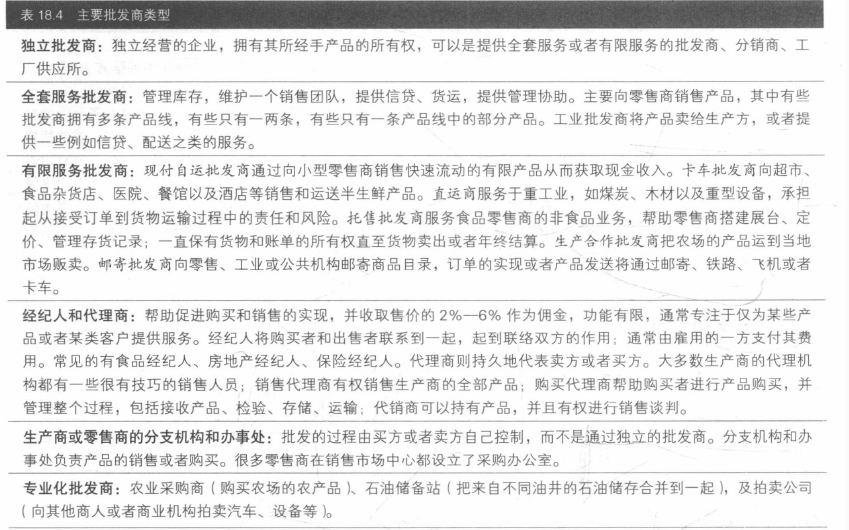 表 18.4 主要批发商类型
独立批发商：独立经营的企业，拥有其所经手产品的所有权，可以是提供全套服务或者有限服务的批发商、分销商、工
厂供应所。
全套服务批发商：管理库存，维护一个销售团队，提供信贷、货运，提供管理协助。主要向零售商销售产品，其中有些
批发商拥有多条产品线，有些只有一两条，有些只有一条产品线中的部分产品。工业批发商将产品卖给生产方，或者提
供一些例如信贷、配送之类的服务。
有限服务批发商：现付自运批发商通过向小型零售商销售快速流动的有限产品从而获取现金收入。卡车批发商向超市、
食品杂货店、医院、餐馆以及酒店等销售和运送半生鲜产品。直运商服务于重工业，如煤炭、木材以及重型设备，承担
起从接受订单到货物运输过程中的责任和风险。托售批发商服务食品零售商的非食品业务，帮助零售商搭建展台、定
价、管理存货记录；一直保有货物和账单的所有权直至货物卖出或者年终结算。生产合作批发商把农场的产品运到当地
市场贩卖。邮寄批发商向零售、工业或公共机构邮寄商品目录，订单的实现或者产品发送将通过邮寄、铁路、飞机或者
卡车。
经纪人和代理商：帮助促进购买和销售的实现，并收取售价的 2%—6% 作为佣金，功能有限，通常专注于仅为某些产
品或者某类客户提供服务。经纪人将购买者和出售者联系到一起，起到联络双方的作用；通常由雇用的一方支付其费
用。常见的有食品经纪人、房地产经纪人、保险经纪人。代理商则持久地代表卖方或者买方。大多数生产商的代理机
构都有一些很有技巧的销售人员；销售代理商有权销售生产商的全部产品；购买代理商帮助购买者进行产品购买，并
管理整个过程，包括接收产品、检验、存储、运输；代销商可以持有产品，并且有权进行销售谈判。
生产商或零售商的分支机构和办事处：批发的过程由买方或者卖方自己控制，而不是通过独立的批发商。分支机构和办
事处负责产品的销售或者购买。很多零售商在销售市场中心都设立了采购办公室。
专业化批发商：农业采购商（购买农场的农产品）、石油储备站（把来自不同油井的石油储存合并到一起），及拍卖公司
（向其他商人或者商业机构拍卖汽车、设备等）。